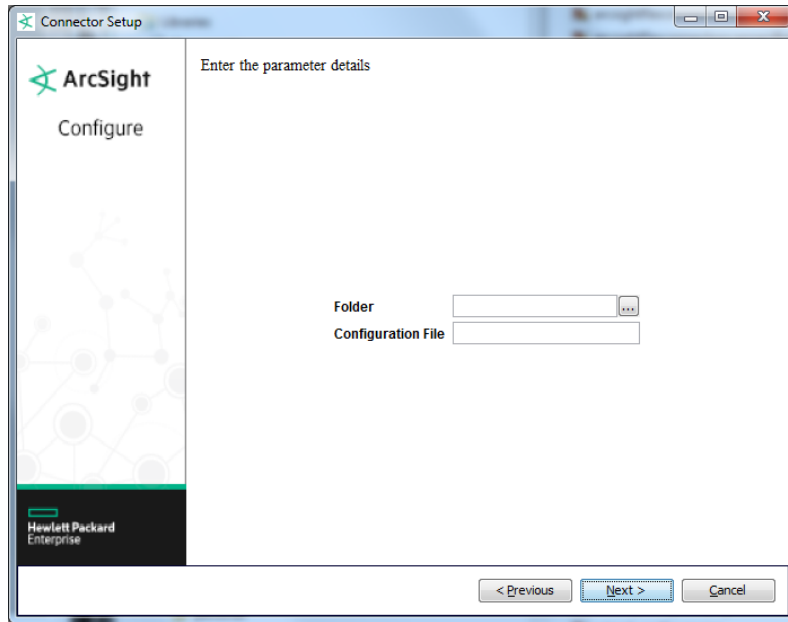 Connector Setup
ArcSight
Configure
Enter the parameter details
Folder
...
Configuration File
Hewlett Packard
Enterprise
< Previous
Next >
Cancel